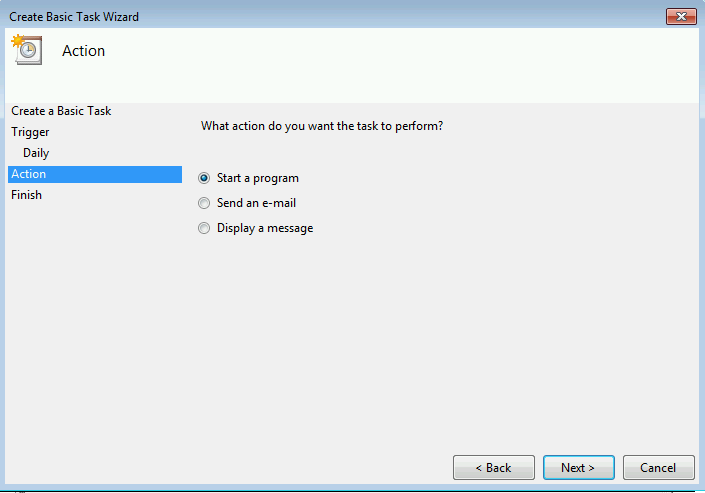 Create Basic Task Wizard
Action
Create a Basic Task
What action do you want the task to perform?
Trigger
Daily
Action
Start a program
Finish
Send an e-mail
Display a message
< Back
Next >
Cancel